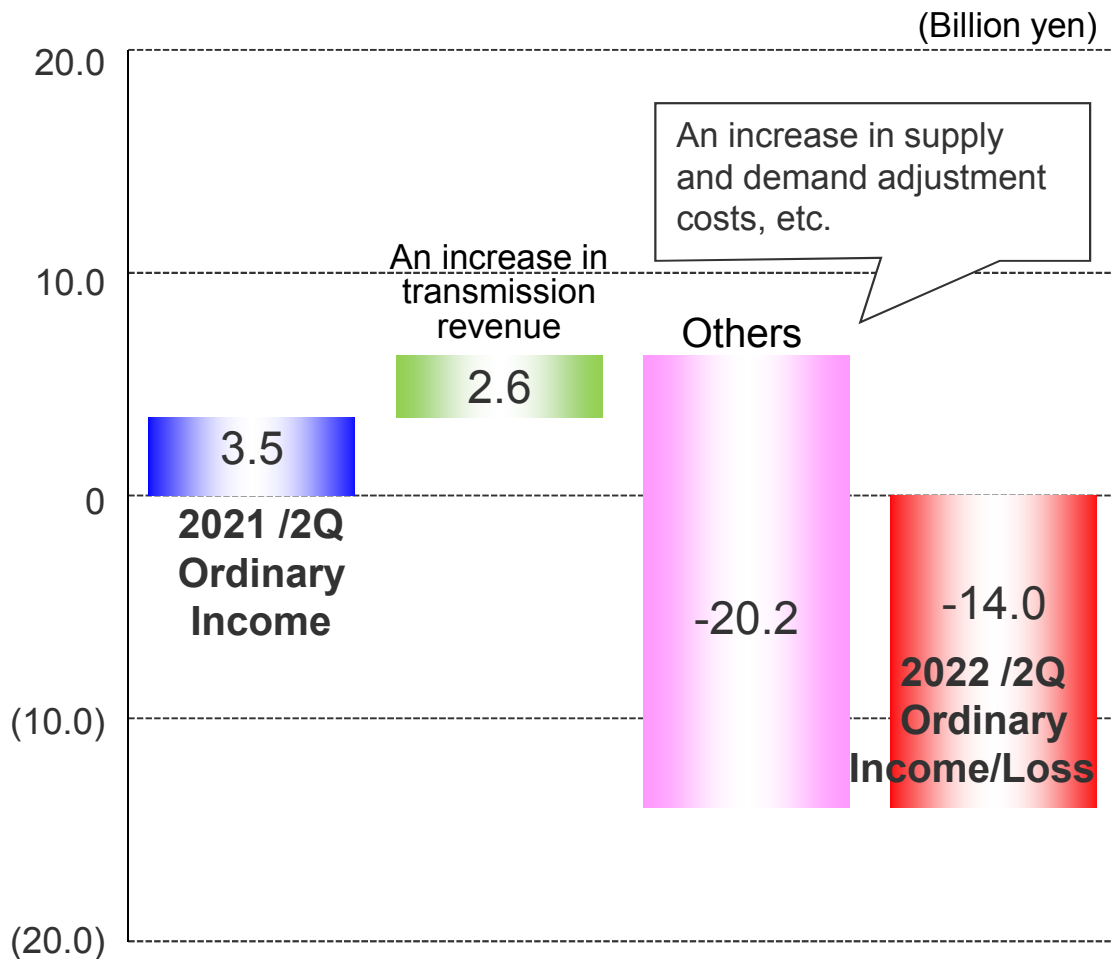 (Billion yen)
20.0
An increase in supply
and demand adjustment
costs, etc.
An increase in
transmission
revenue
10.0
Others
2.6
3.5
0
2021 /2Q
Ordinary
Income
-20.2
-14.0
2022 /2Q
Ordinary
Income/Loss
(10.0)
(20.0)